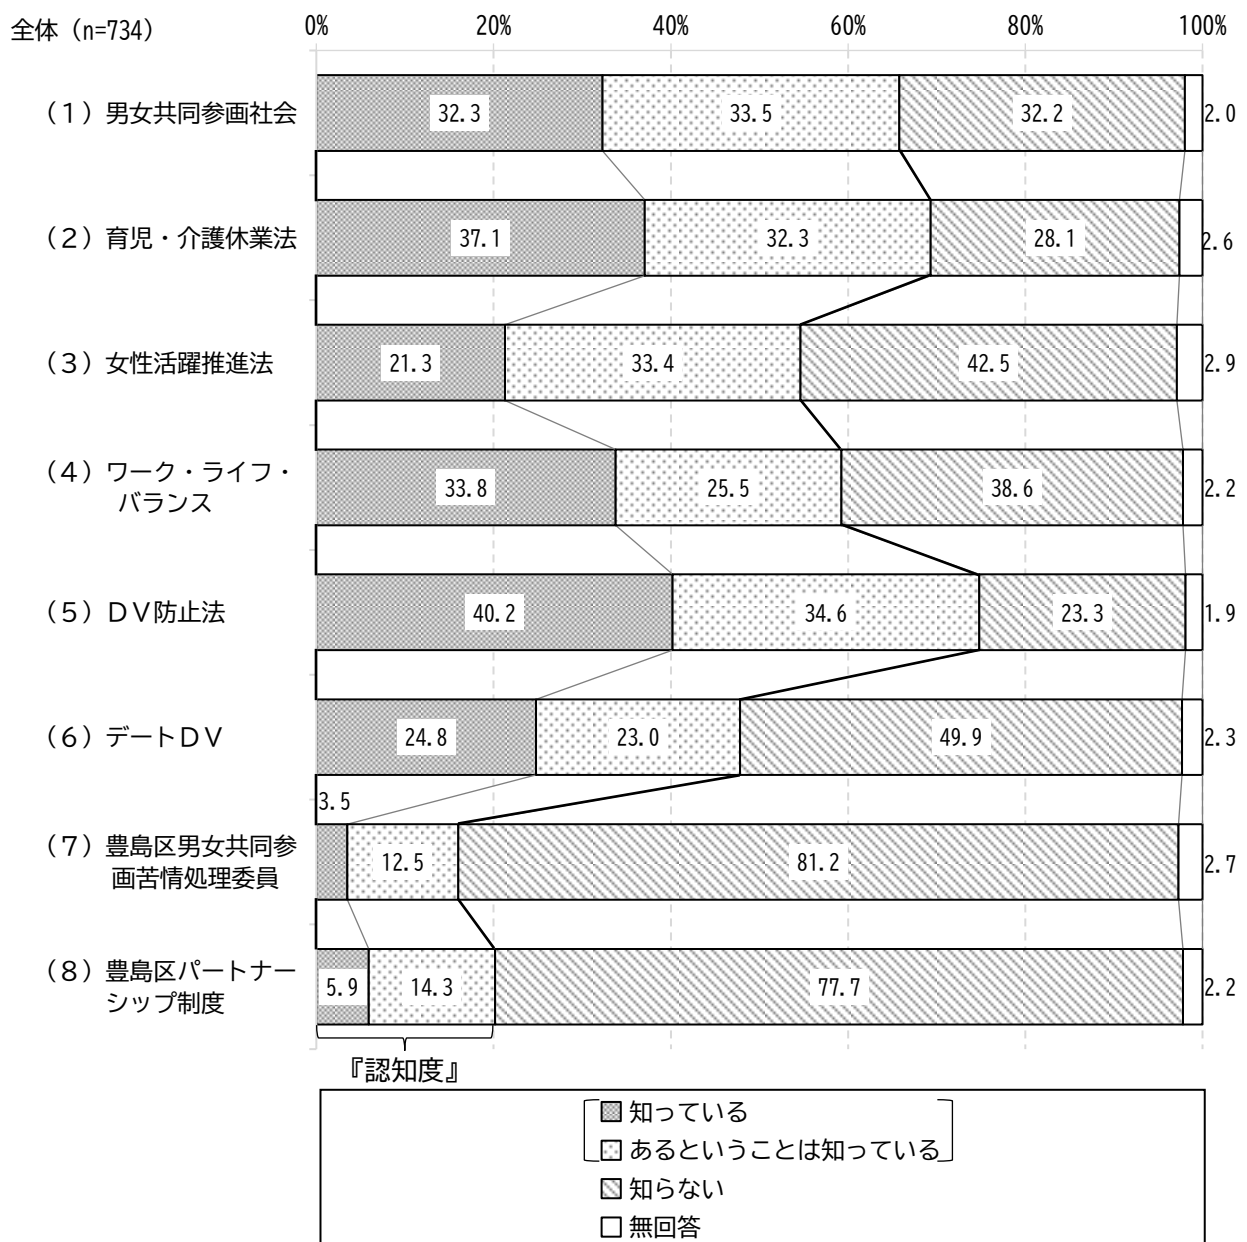 全体（n=734）
0% 20% 40% 60% 80% 100%
（１）男女共同参画社会 32.3 33.5 32.2 2.0
（２）育児・介護休業法 37.1 32.3 28.1 2.6
（３）女性活躍推進法 21.3 33.4 42.5 2.9
（４）ワーク・ライフ・
バランス
33.8 25.5 38.6 2.2
（５）ＤＶ防止法 40.2 34.6 23.3 1.9
（６）デートＤＶ 24.8 23.0 49.9 2.3
（７）豊島区男女共同参
画苦情処理委員
3.5 12.5 81.2 2.7
（８）豊島区パートナー
シップ制度
5.9 14.3 77.7 2.2
『認知度』
知っている
あるということは知っている
知らない
無回答